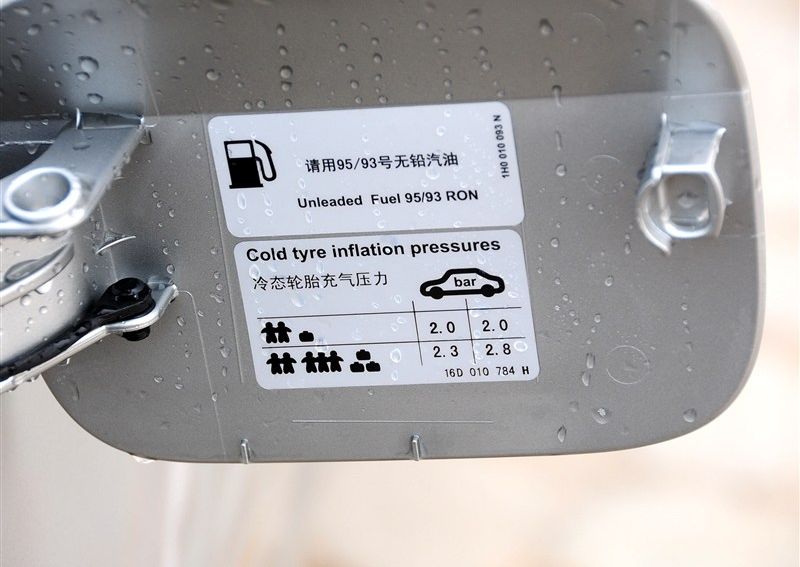 请用95/93号无铅汽油
Unleaded Fuel 95/93 RON
1H0 010 093 N
Cold tyre inflation pressures
冷态轮胎充气压力
bar
2.0 2.0
2.3 2.8
16D 010 784 H